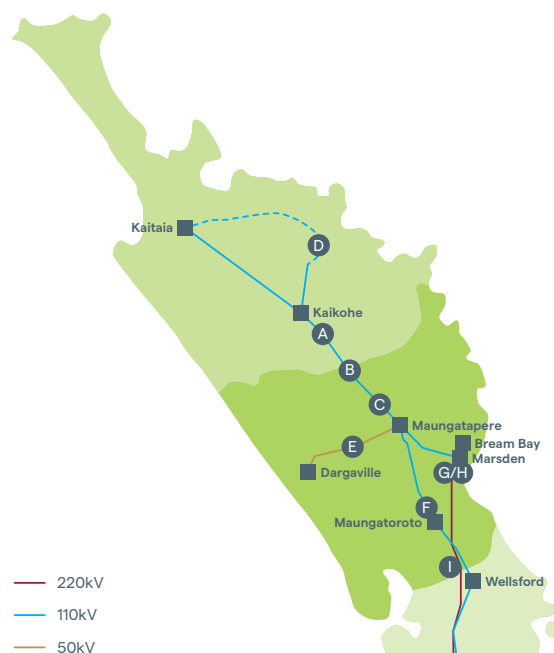 Kaitaia
D
Kaikohe
A
B
C
Maungatapere
Bream Bay
E
Marsden
Dargaville
G/H
F
Maungatoroto
I
Wellsford
220kV
110kV
50kV